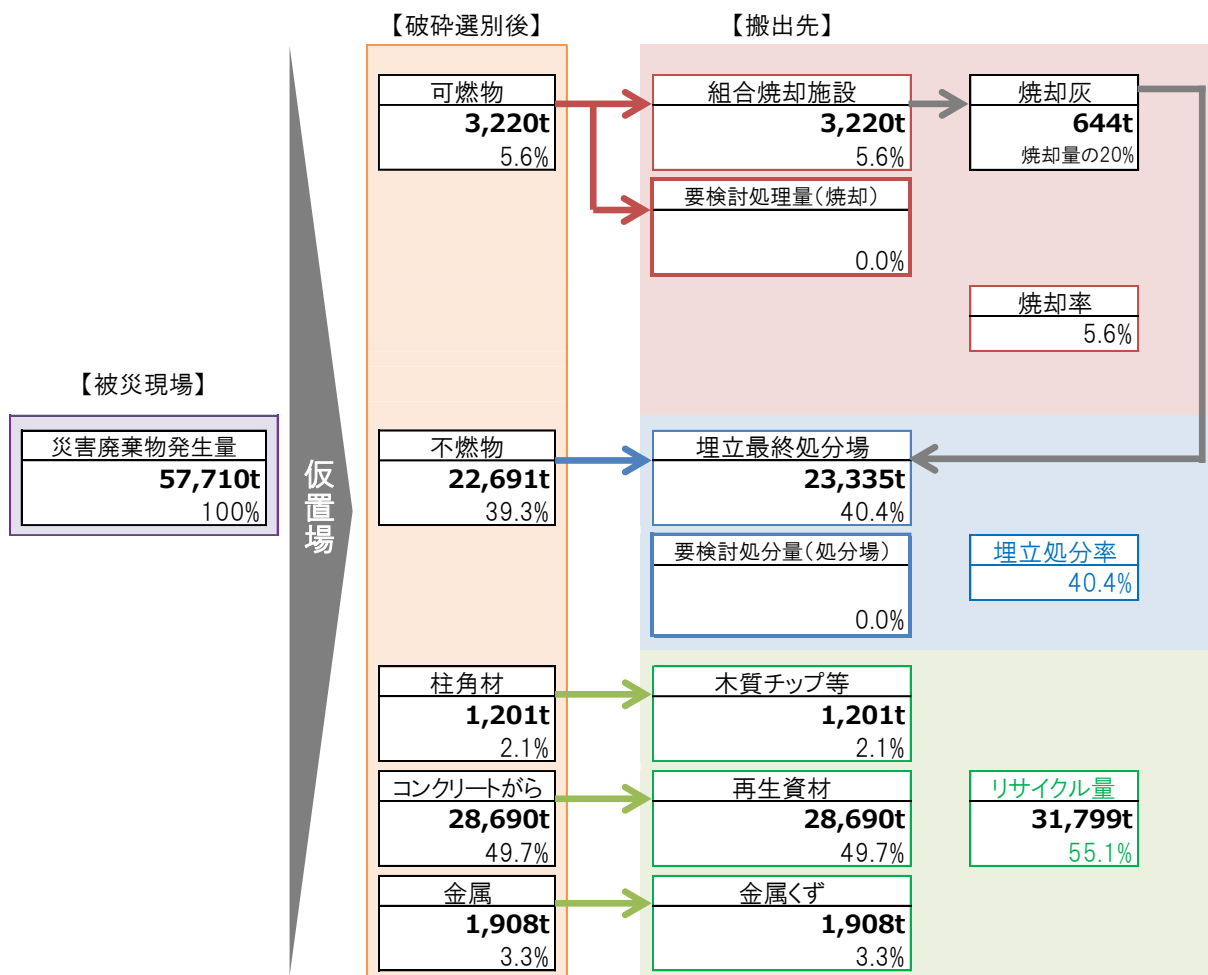 【破砕選別後】
【搬出先】
可燃物
3,220t
5.6%
組合焼却施設
3,220t
5.6%
焼却灰
644t
焼却量の20%
要検討処理量(焼却)
0.0%
焼却率
5.6%
【被災現場】
災害廃棄物発生量
57,710t
100%
仮置場
不燃物
22,691t
39.3%
埋立最終処分場
23,335t
40.4%
要検討処分量(処分場)
0.0%
埋立処分率
40.4%
柱角材
1,201t
2.1%
木質チップ等
1,201t
2.1%
コンクリートがら
28,690t
49.7%
再生資材
28,690t
49.7%
リサイクル量
31,799t
55.1%
金属
1,908t
3.3%
金属くず
1,908t
3.3%